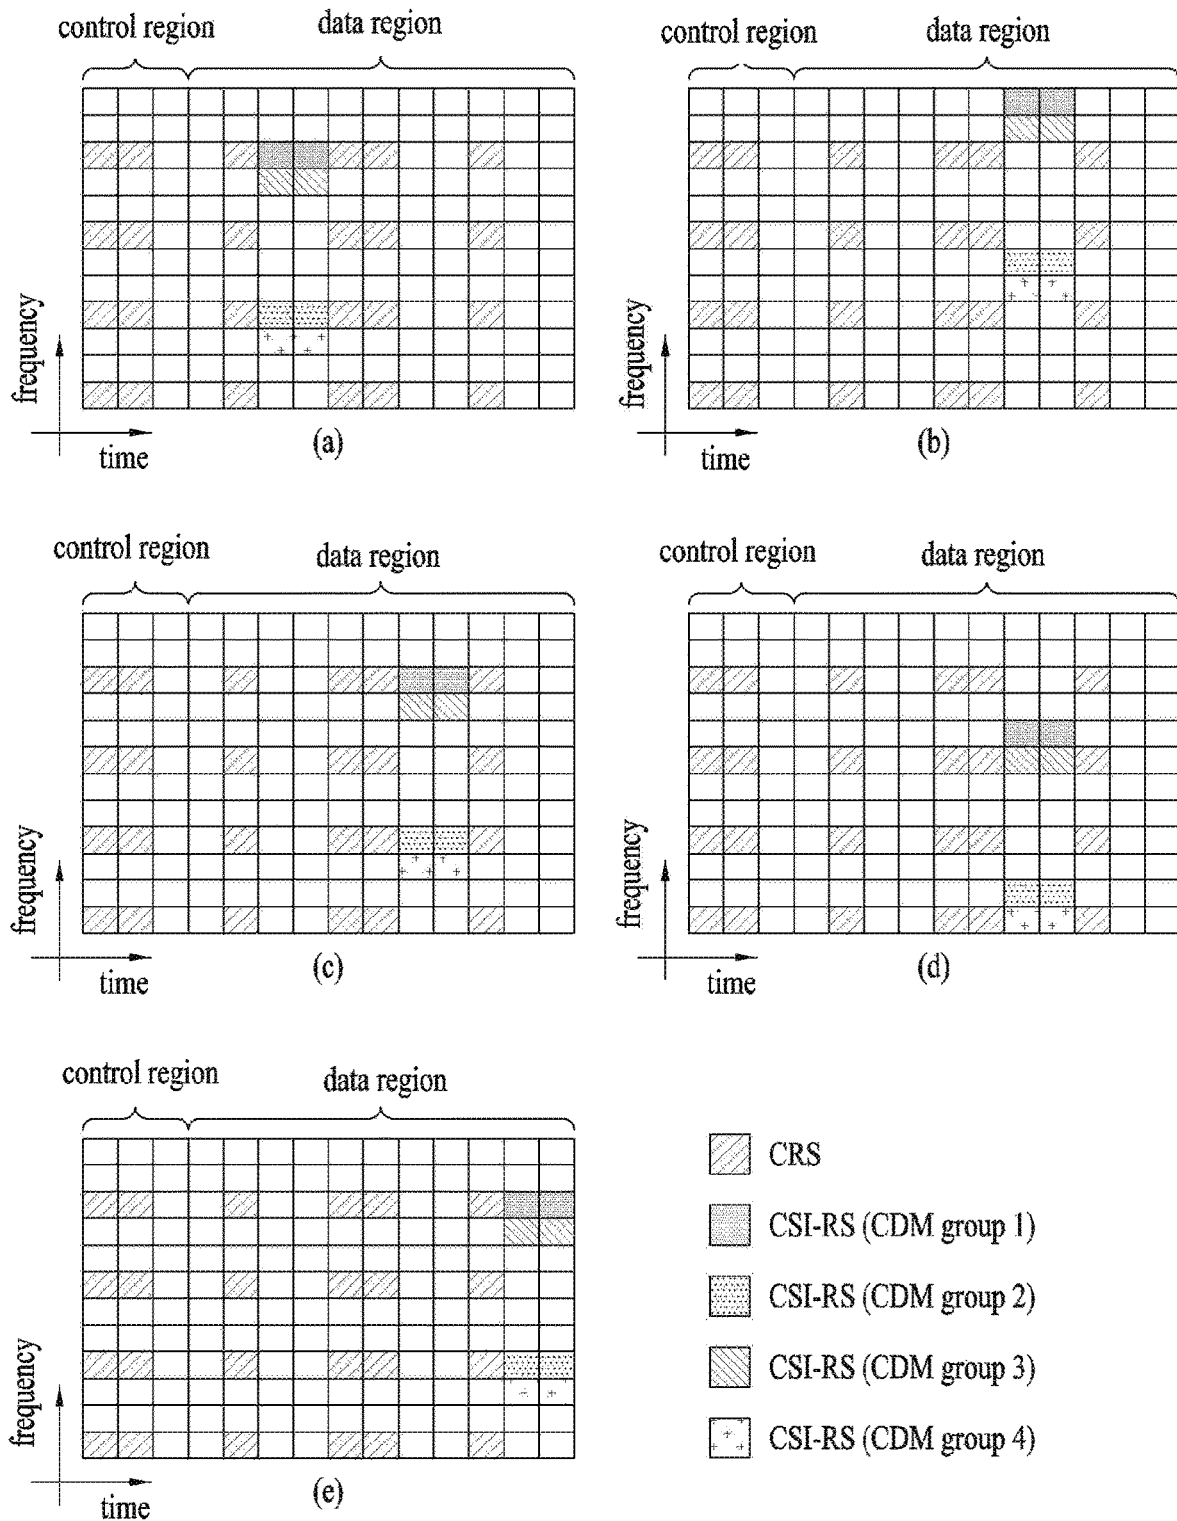 control region
data region
frequency
time
(a)
control region
data region
frequency
time
(b)
control region
data region
frequency
time
(c)
control region
data region
frequency
time
(d)
control region
data region
frequency
time
(e)
CRS
CSI-RS (CDM group 1)
CSI-RS (CDM group 2)
CSI-RS (CDM group 3)
CSI-RS (CDM group 4)